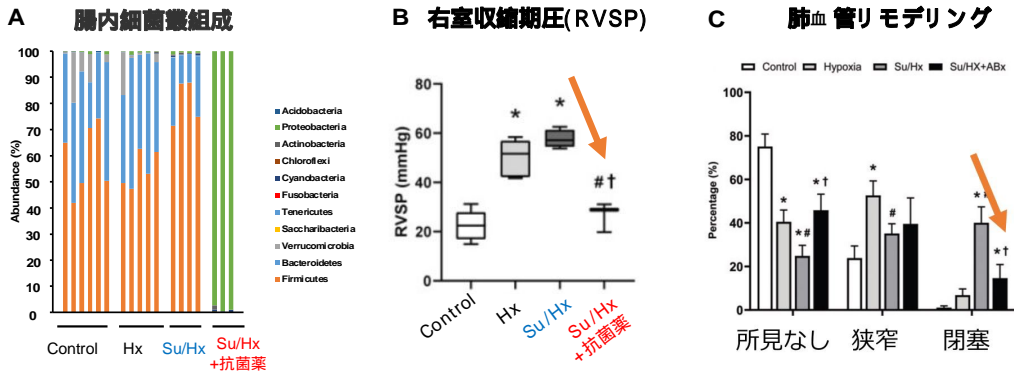 A
腸内細菌叢組成
Abundance (%)
100
90
80
70
60
50
40
30
20
10
0
Control
Hx
Su/Hx
Su/Hx
+抗菌薬
Acidobacteria
Proteobacteria
Actinobacteria
Chloroflexi
Cyanobacteria
Fusobacteria
Tenericutes
Saccharibacteria
Verrucomicrobia
Bacteroidetes
Firmicutes
B
右室収縮期圧(RVSP)
RVSP (mmHg)
80
60
40
20
0
*
*
#†
Control
Hx
Su/Hx
Su/Hx
+抗菌薬
C
肺血管リモデリング
Control Hypoxia Su/Hx Su/HX+ABx
Percentage (%)
100
80
60
40
20
0
*
*#
*†
*
#
*
*†
所見なし
狭窄
閉塞